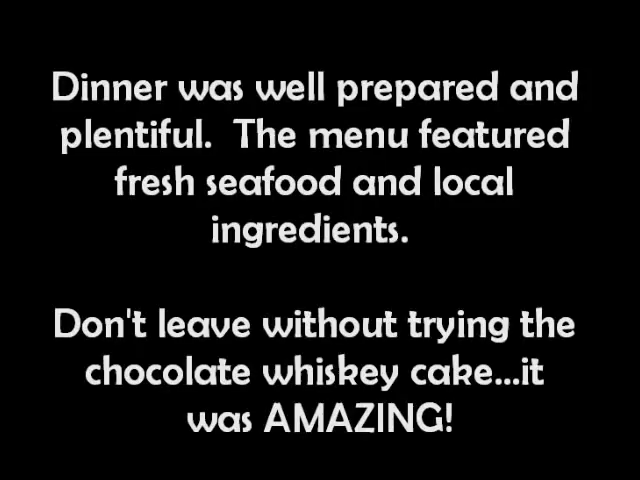 Dinner was well prepared and
plentiful.  The menu featured
fresh seafood and local
ingredients.
Don't leave without trying the
chocolate whiskey cake...it
was AMAZING!